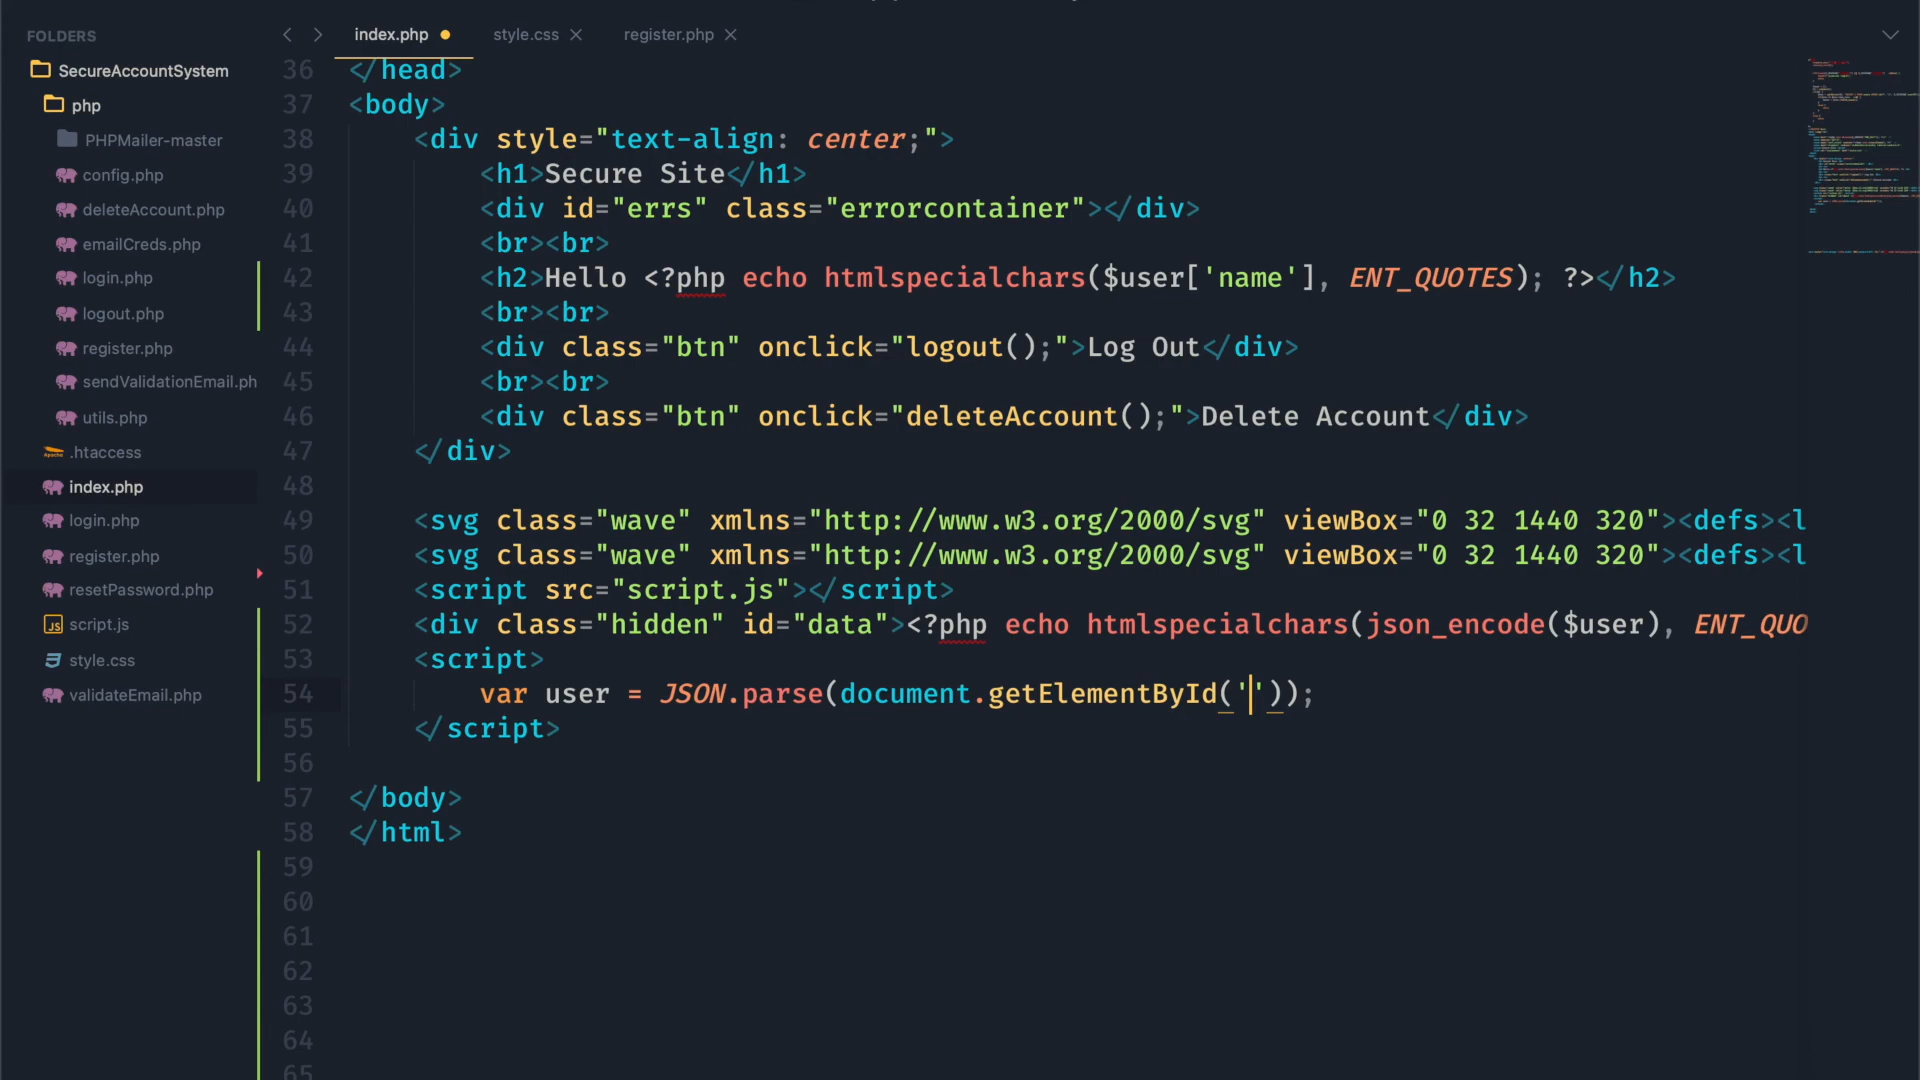 FOLDERS
SecureAccountSystem
php
PHPMailer-master
config.php
deleteAccount.php
emailCreds.php
login.php
logout.php
register.php
sendValidationEmail.ph
utils.php
.htaccess
index.php
login.php
register.php
resetPassword.php
script.js
style.css
validateEmail.php
index.php style.css register.php
36 </head>
37 <body>
38 <div style="text-align: center;">
39 <h1>Secure Site</h1>
40 <div id="errs" class="errorcontainer"></div>
41 <br><br>
42 <h2>Hello <?php echo htmlspecialchars($user['name'], ENT_QUOTES); ?></h2>
43 <br><br>
44 <div class="btn" onclick="logout();">Log Out</div>
45 <br><br>
46 <div class="btn" onclick="deleteAccount();">Delete Account</div>
47 </div>
48
49 <svg class="wave" xmlns="http://www.w3.org/2000/svg" viewBox="0 32 1440 320"><defs><l
50 <svg class="wave" xmlns="http://www.w3.org/2000/svg" viewBox="0 32 1440 320"><defs><l
51 <script src="script.js"></script>
52 <div class="hidden" id="data"><?php echo htmlspecialchars(json_encode($user), ENT_QUO
53 <script>
54 var user = JSON.parse(document.getElementById(''));
55 </script>
56
57 </body>
58 </html>
59
60
61
62
63
64
65